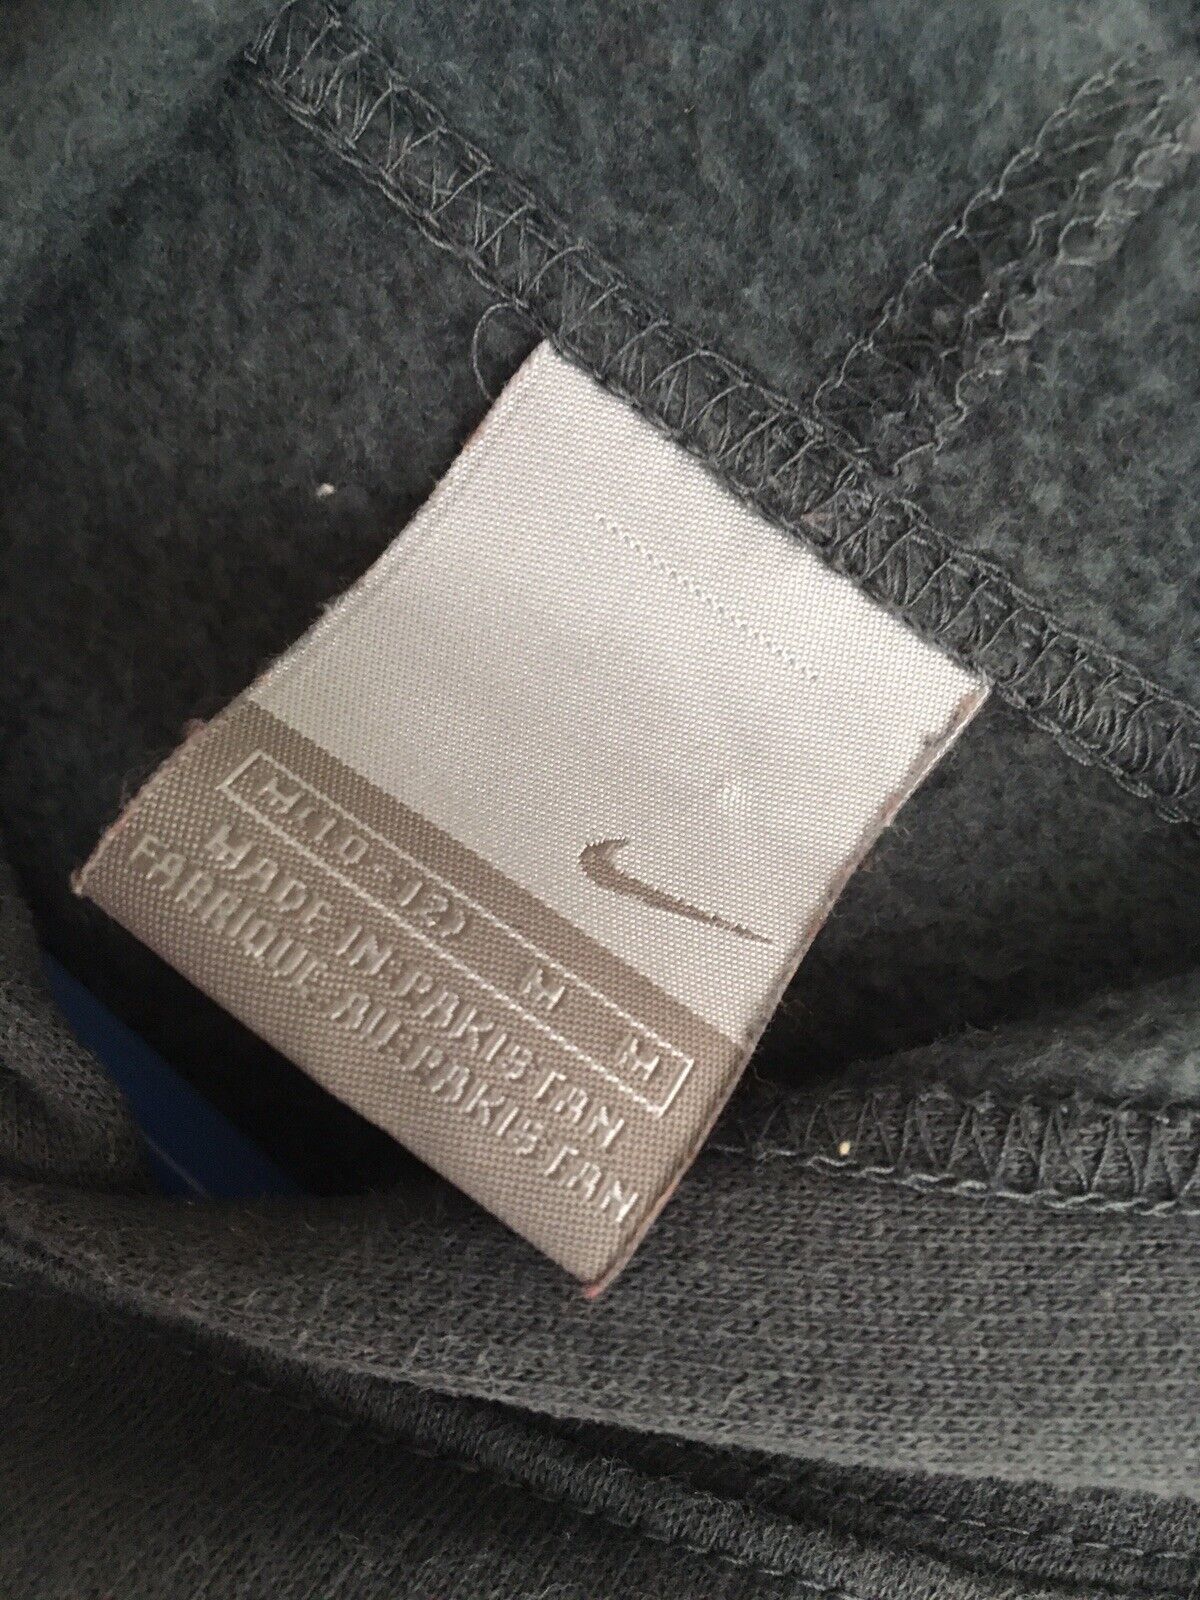 M(10-12) M M
MADE IN PAKISTAN
FABRIQUE AU PAKISTAN